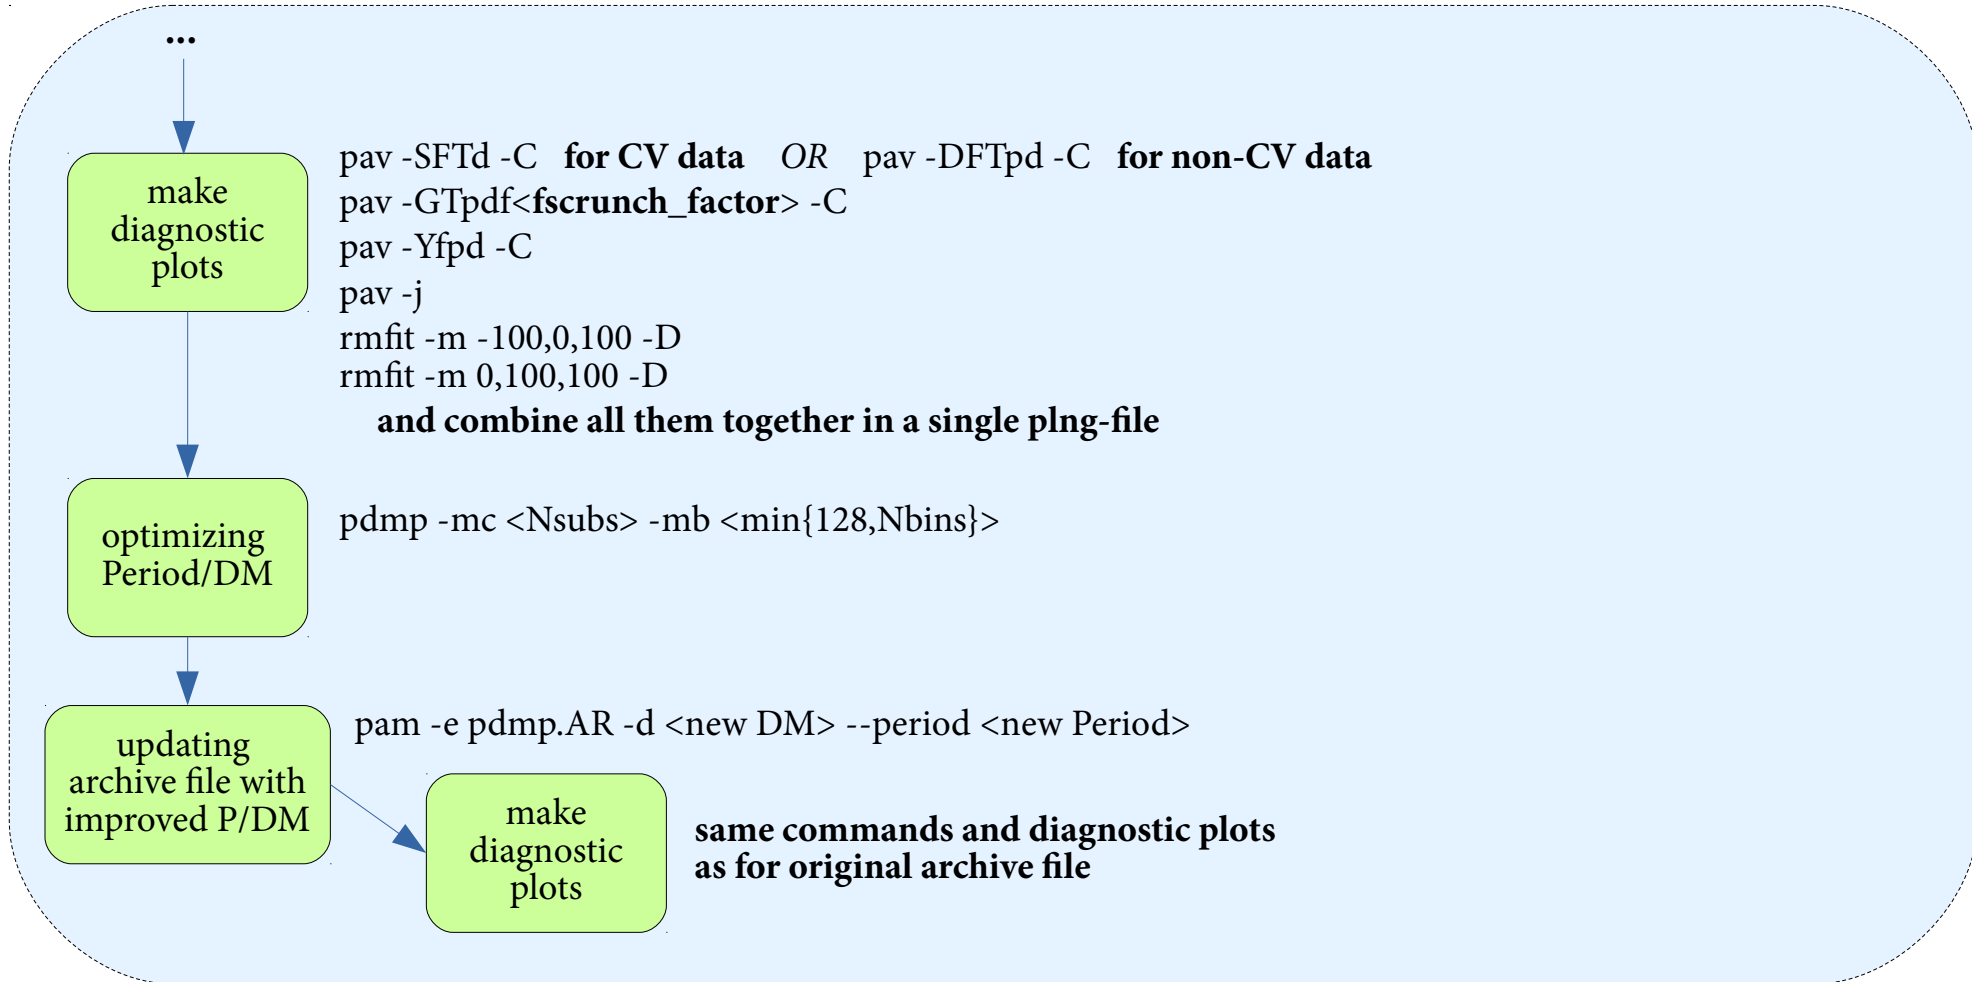 ...
make
diagnostic
plots
pav -SFTd -C for CV data OR pav -DFTpd -C for non-CV data
pav -GTpdf<fscrunch_factor> -C
pav -Yfpd -C
pav -j
rmfit -m -100,0,100 -D
rmfit -m 0,100,100 -D
and combine all them together in a single plng-file
optimizing
Period/DM
pdmp -mc <Nsubs> -mb <min{128,Nbins}>
updating
archive file with
improved P/DM
pam -e pdmp.AR -d <new DM> --period <new Period>
make
diagnostic
plots
same commands and diagnostic plots
as for original archive file